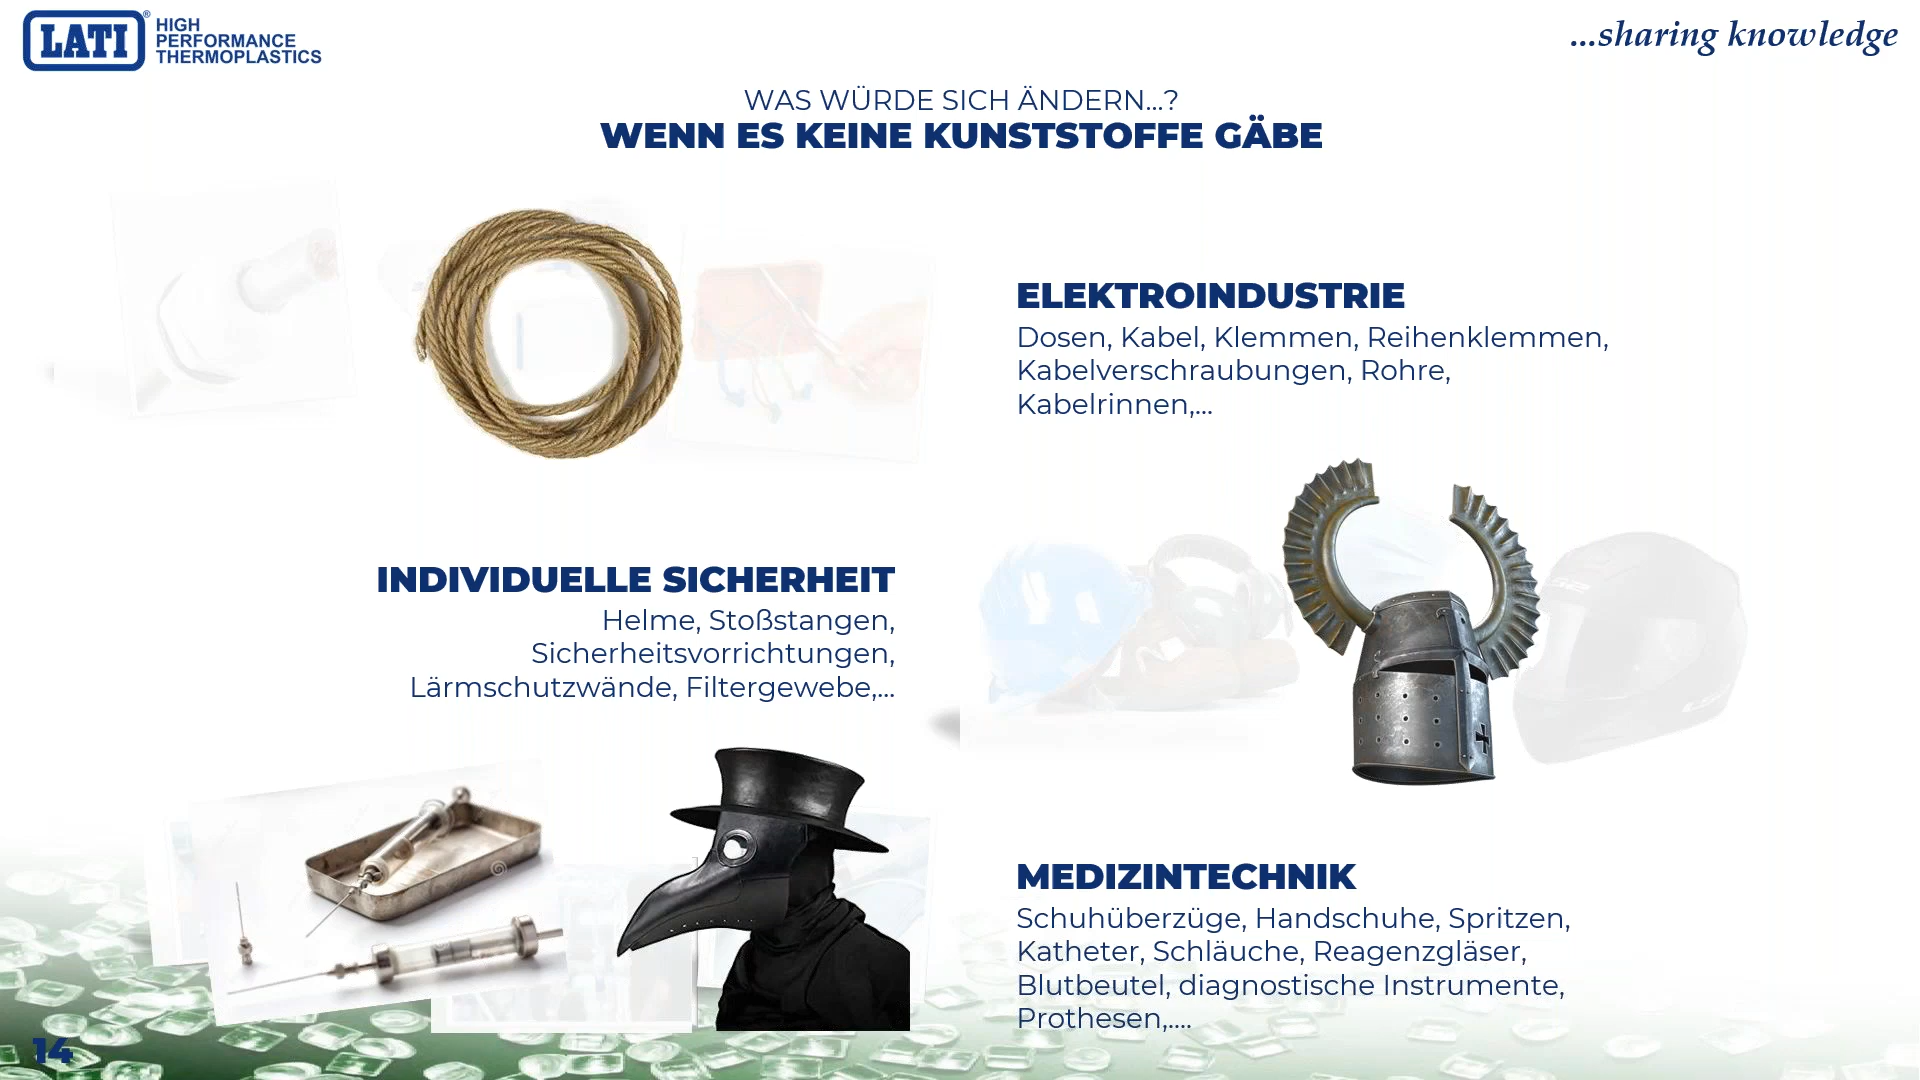 LATI®
HIGH
PERFORMANCE
THERMOPLASTICS
...sharing knowledge
WAS WÜRDE SICH ÄNDERN...?
WENN ES KEINE KUNSTSTOFFE GÄBE
ELEKTROINDUSTRIE
Dosen, Kabel, Klemmen, Reihenklemmen,
Kabelverschraubungen, Rohre,
Kabelrinnen,...
INDIVIDUELLE SICHERHEIT
Helme, Stoßstangen,
Sicherheitsvorrichtungen,
Lärmschutzwände, Filtergewebe,...
MEDIZINTECHNIK
Schuhüberzüge, Handschuhe, Spritzen,
Katheter, Schläuche, Reagenzgläser,
Blutbeutel, diagnostische Instrumente,
Prothesen,....
14